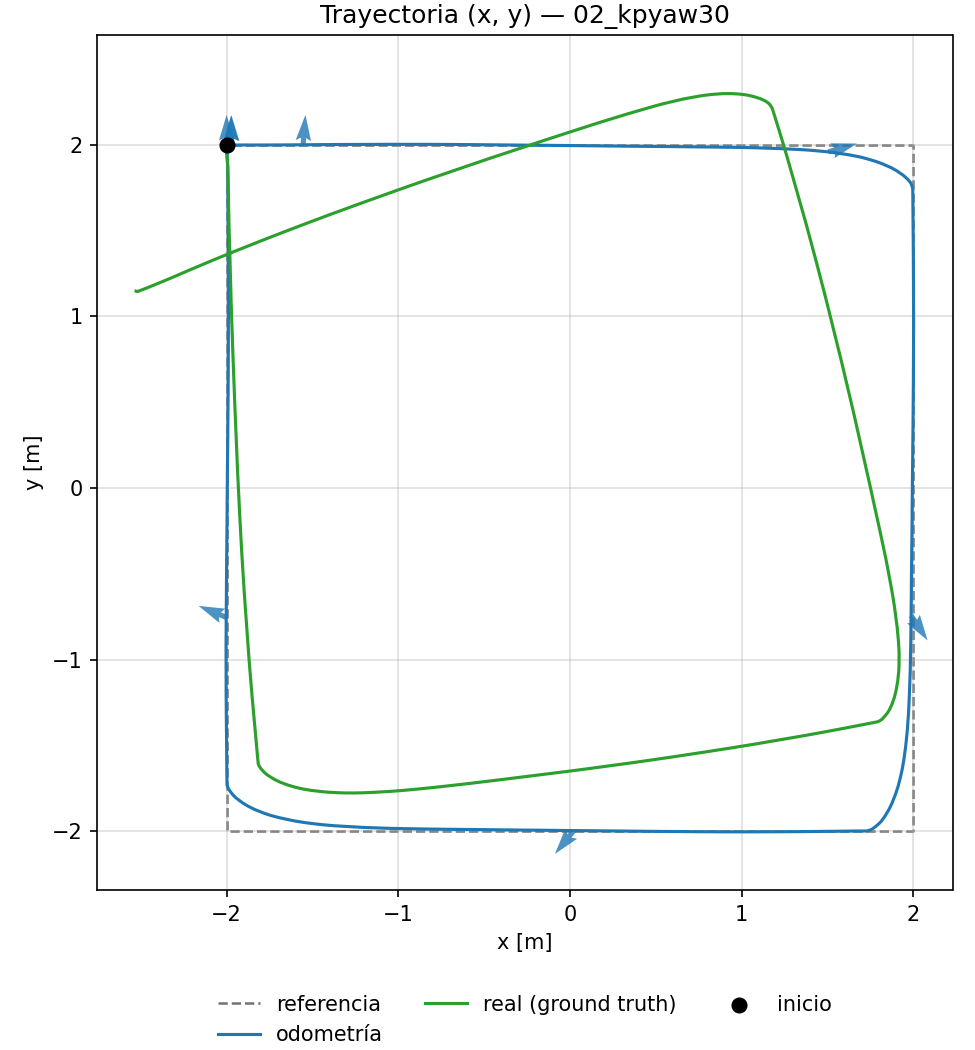 Trayectoria (x, y) — 02_kpyaw30
y [m]
2
1
0
−1
−2
−2 −1 0 1 2
x [m]
referencia real (ground truth) inicio
odometría